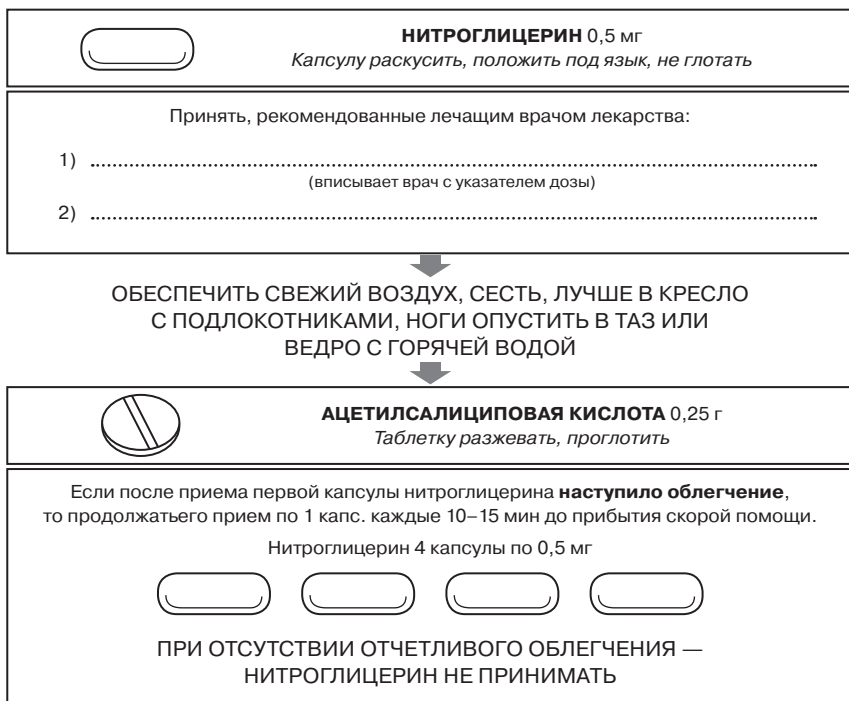 НИТРОГЛИЦЕРИН 0,5 мг
Капсулу раскусить, положить под язык, не глотать
Принять, рекомендованные лечащим врачом лекарства:
1) ..........
(вписывает врач с указателем дозы)
2) ..........
ОБЕСПЕЧИТЬ СВЕЖИЙ ВОЗДУХ, СЕСТЬ, ЛУЧШЕ В КРЕСЛО
С ПОДЛОКОТНИКАМИ, НОГИ ОПУСТИТЬ В ТАЗ ИЛИ
ВЕДРО С ГОРЯЧЕЙ ВОДОЙ
АЦЕТИЛСАЛИЦИПОВАЯ КИСЛОТА 0,25 г
Таблетку разжевать, проглотить
Если после приема первой капсулы нитроглицерина наступило облегчение,
то продолжатьего прием по 1 капс. каждые 10–15 мин до прибытия скорой помощи.
Нитроглицерин 4 капсулы по 0,5 мг
ПРИ ОТСУТСТВИИ ОТЧЕТЛИВОГО ОБЛЕГЧЕНИЯ —
НИТРОГЛИЦЕРИН НЕ ПРИНИМАТЬ